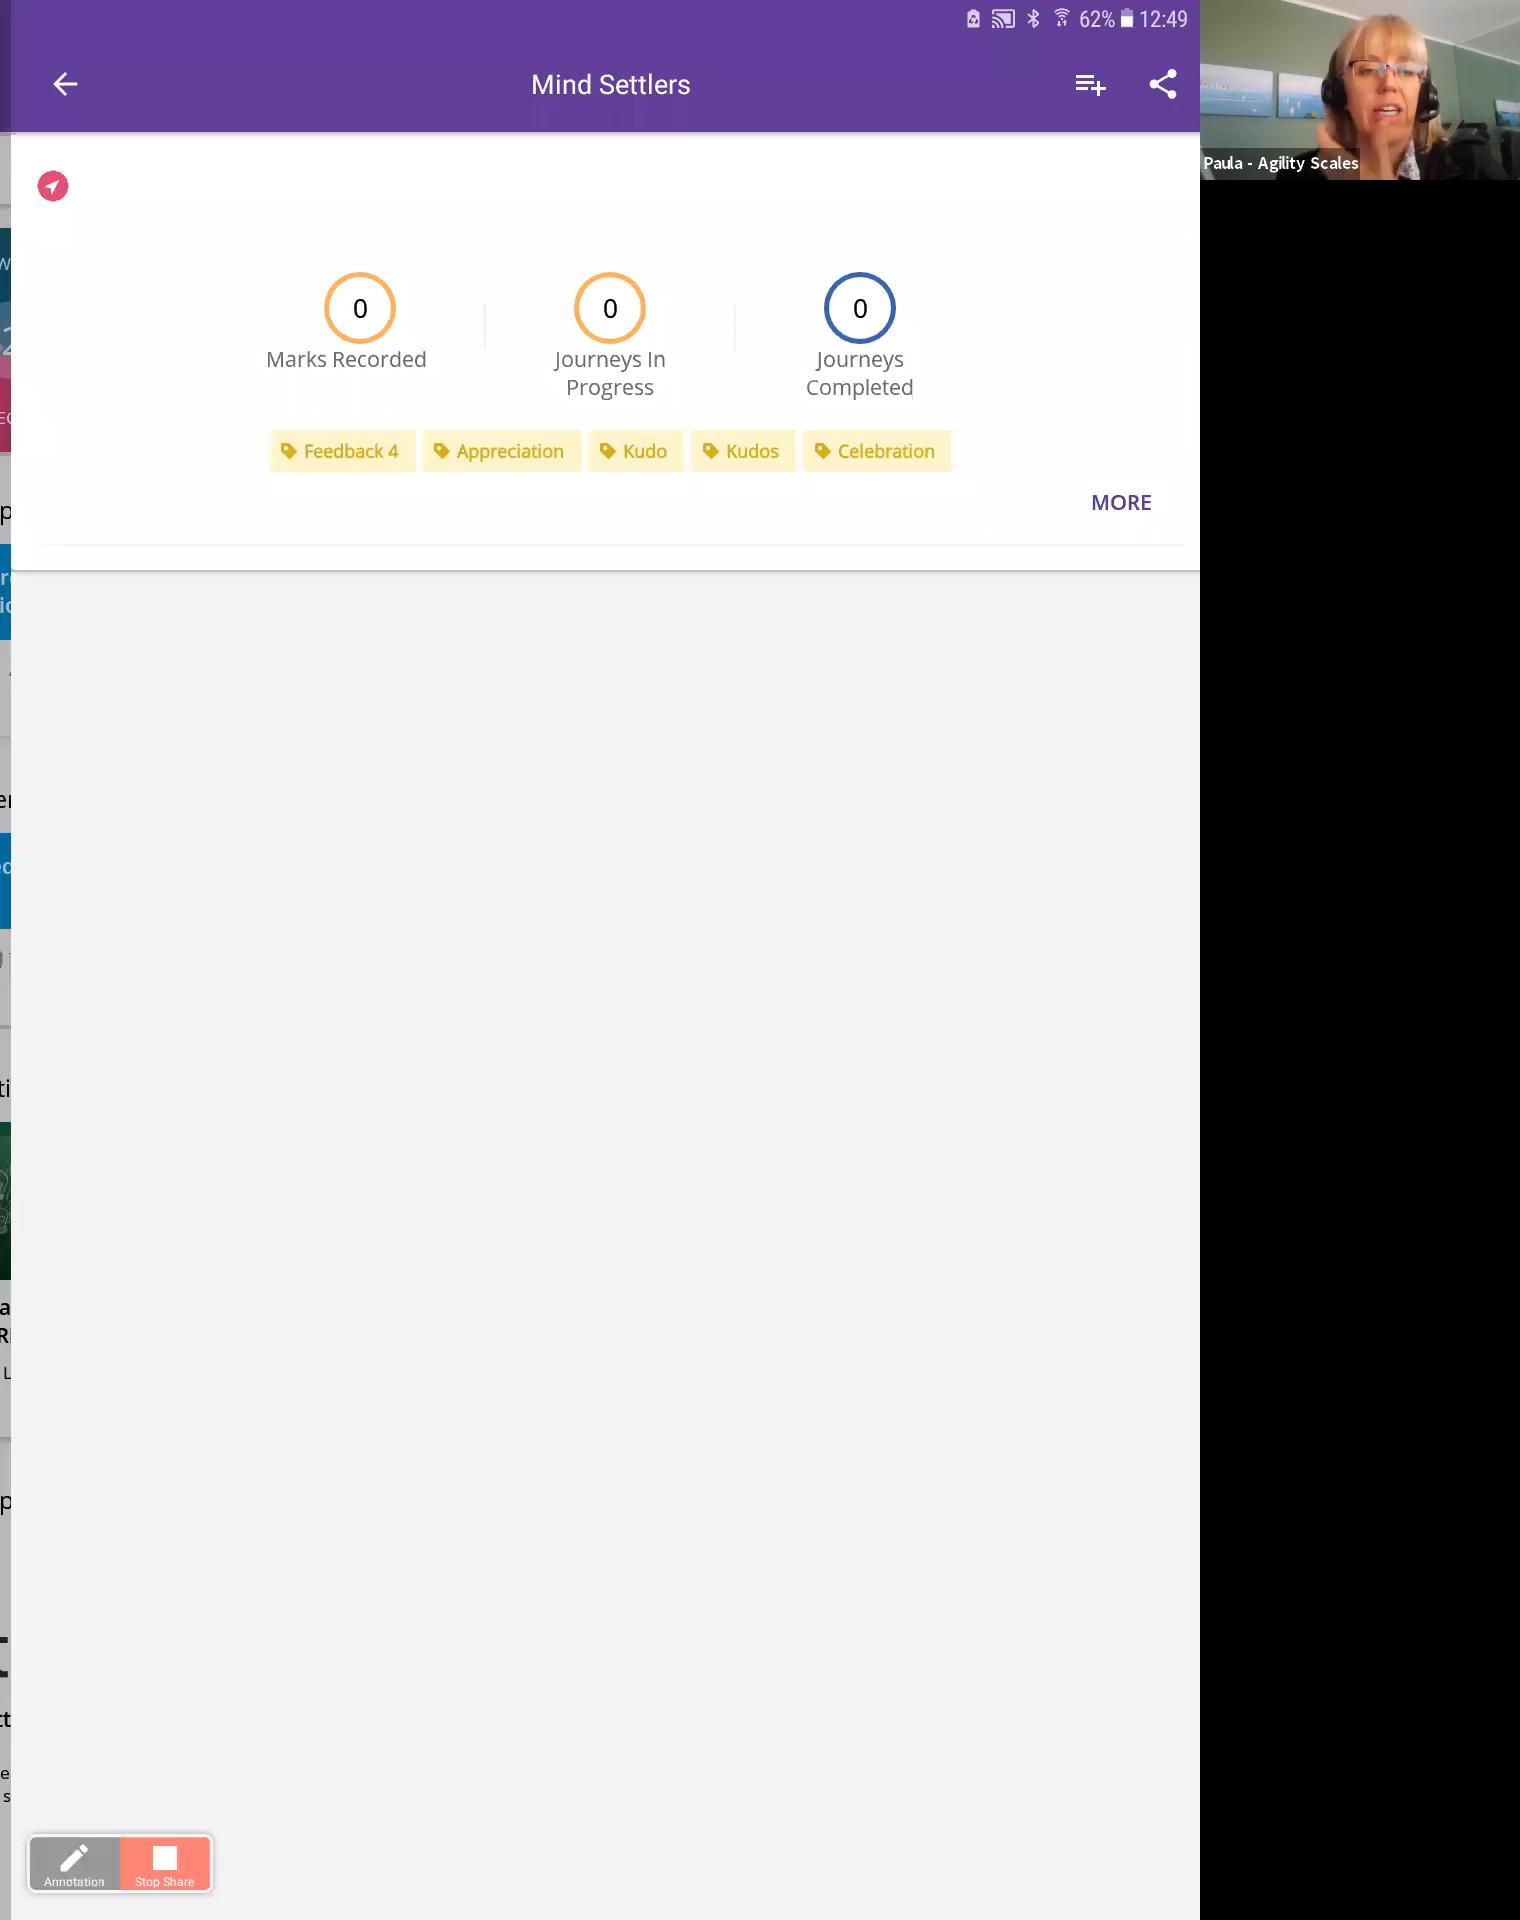 62% 12:49
Mind Settlers
Paula - Agility Scales
0 0 0
Marks Recorded
Journeys In
Progress
Journeys
Completed
Feedback 4 Appreciation Kudo Kudos Celebration
MORE
Annotation Stop Share